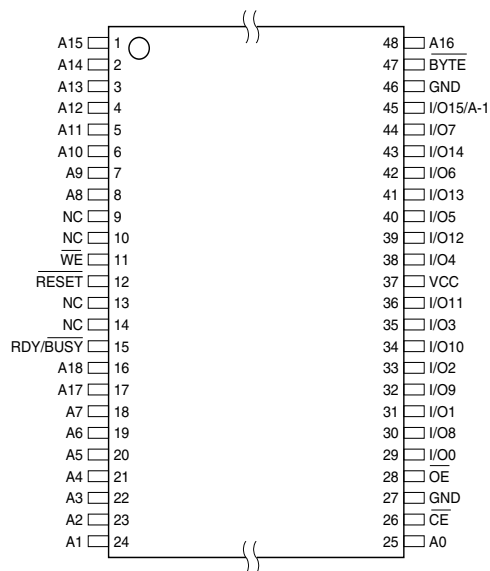 A15 1 48 A16
A14 2 47 BYTE
A13 3 46 GND
A12 4 45 I/O15/A-1
A11 5 44 I/O7
A10 6 43 I/O14
A9 7 42 I/O6
A8 8 41 I/O13
NC 9 40 I/O5
NC 10 39 I/O12
WE 11 38 I/O4
RESET 12 37 VCC
NC 13 36 I/O11
NC 14 35 I/O3
RDY/BUSY 15 34 I/O10
A18 16 33 I/O2
A17 17 32 I/O9
A7 18 31 I/O1
A6 19 30 I/O8
A5 20 29 I/O0
A4 21 28 OE
A3 22 27 GND
A2 23 26 CE
A1 24 25 A0